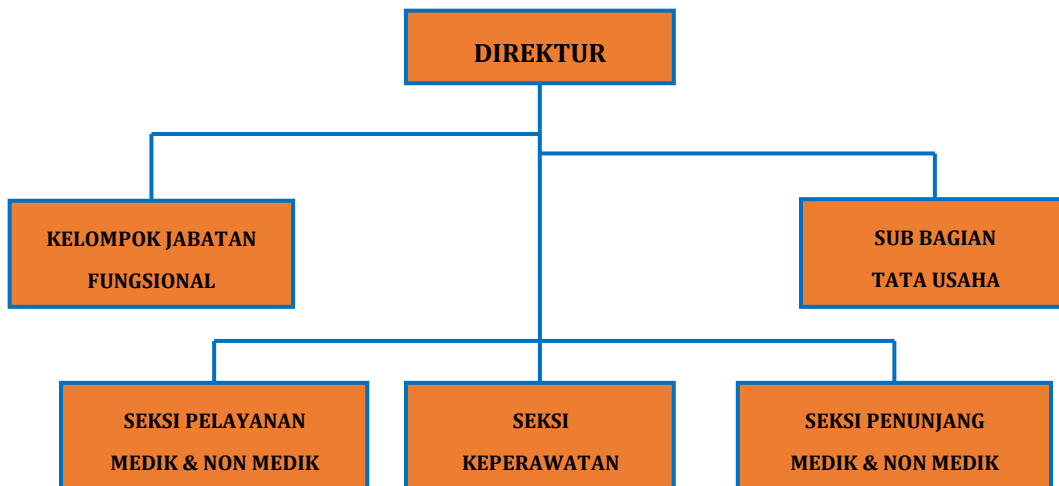 DIREKTUR
KELOMPOK JABATAN
FUNGSIONAL
SUB BAGIAN
TATA USAHA
SEKSI PELAYANAN
MEDIK & NON MEDIK
SEKSI
KEPERAWATAN
SEKSI PENUNJANG
MEDIK & NON MEDIK